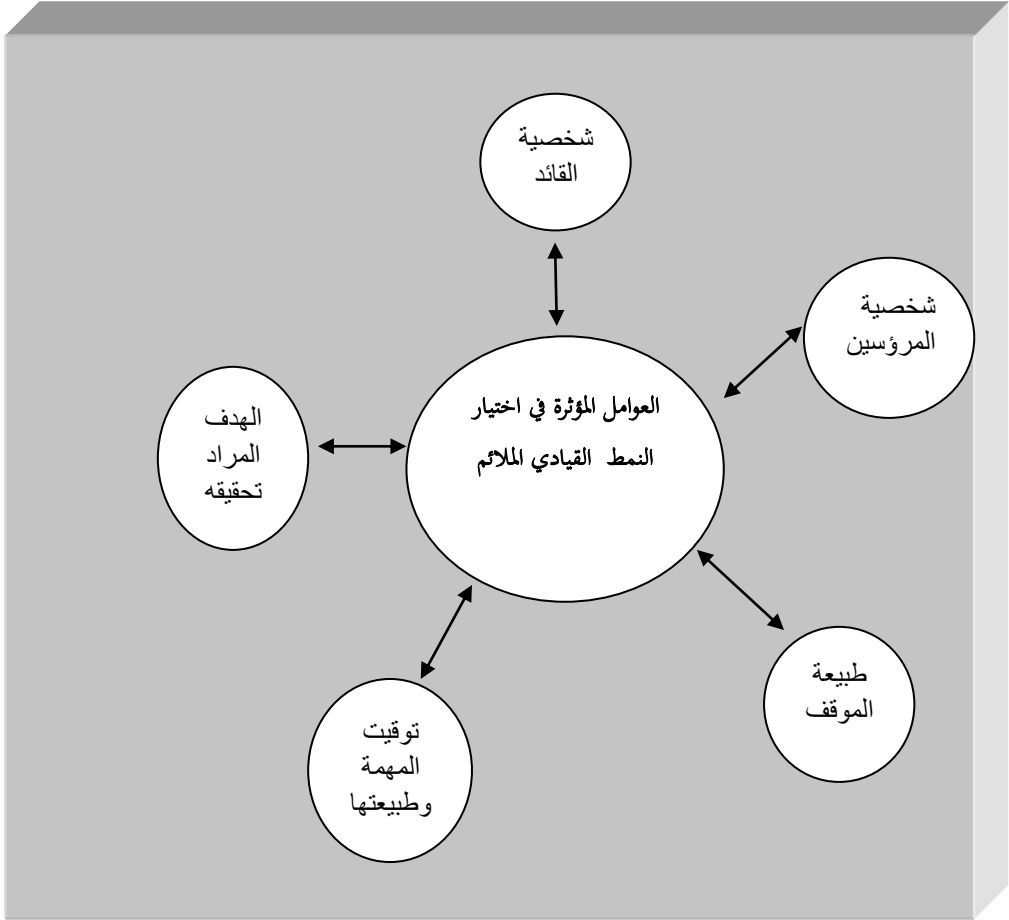 شخصية
القائد
شخصية
المرؤسين
العوامل المؤثرة في اختيار
النمط القيادي الملائم
الهدف
المراد
تحقيقه
طبيعة
الموقف
توقيت
المهمة
وطبيعتها